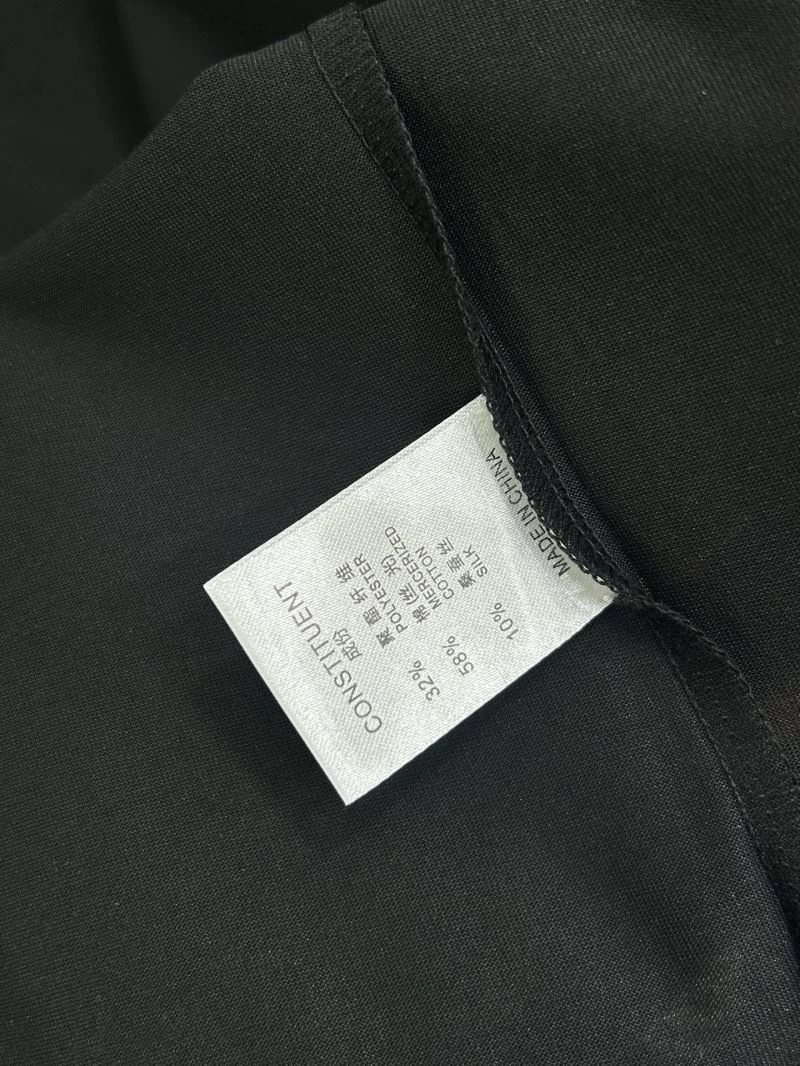 CONSTITUENT
成份
聚酯纤维
32% POLYESTER
棉(丝光)
58% MERCERIZED
COTTON
桑蚕丝
10% SILK
MADE IN CHINA